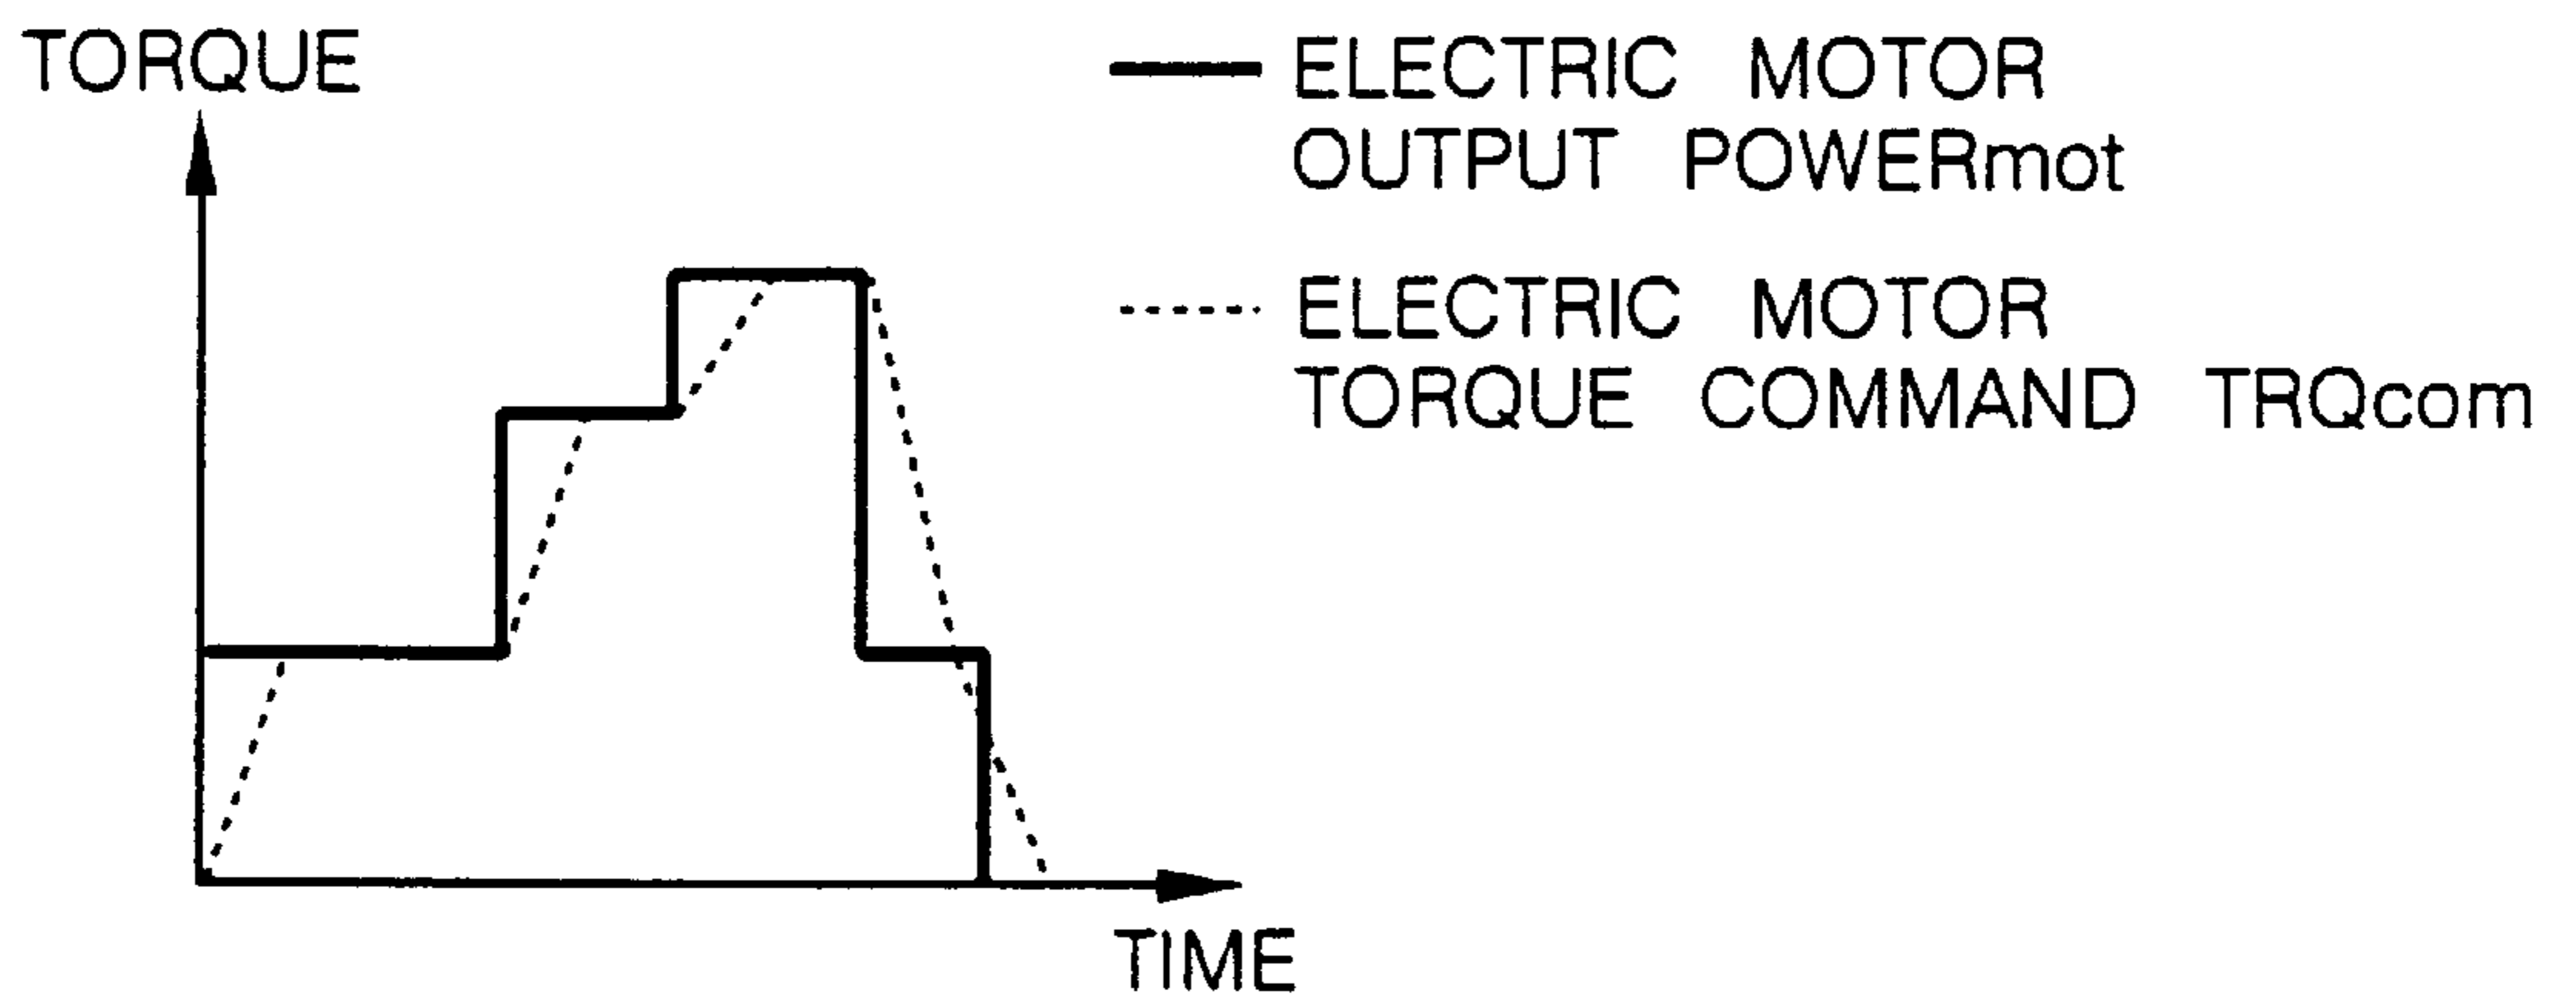 TORQUE
ELECTRIC MOTOR
OUTPUT POWERmot
ELECTRIC MOTOR
TORQUE COMMAND TRQcom
TIME